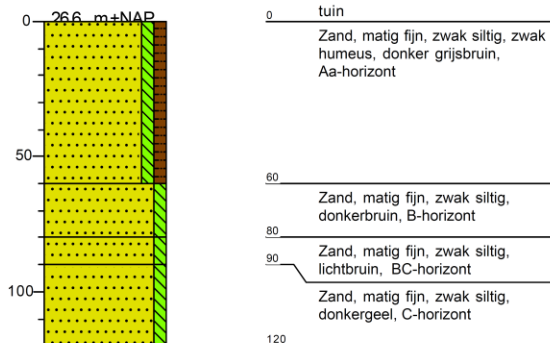 266 m+NAP
0
50
100
0
tuin
Zand, matig fijn, zwak siltig, zwak
humeus, donker grijsbruin,
Aa-horizont
60
Zand, matig fijn, zwak siltig,
donkerbruin, B-horizont
80
Zand, matig fijn, zwak siltig,
lichtbruin, BC-horizont
90
Zand, matig fijn, zwak siltig,
donkergeel, C-horizont
120